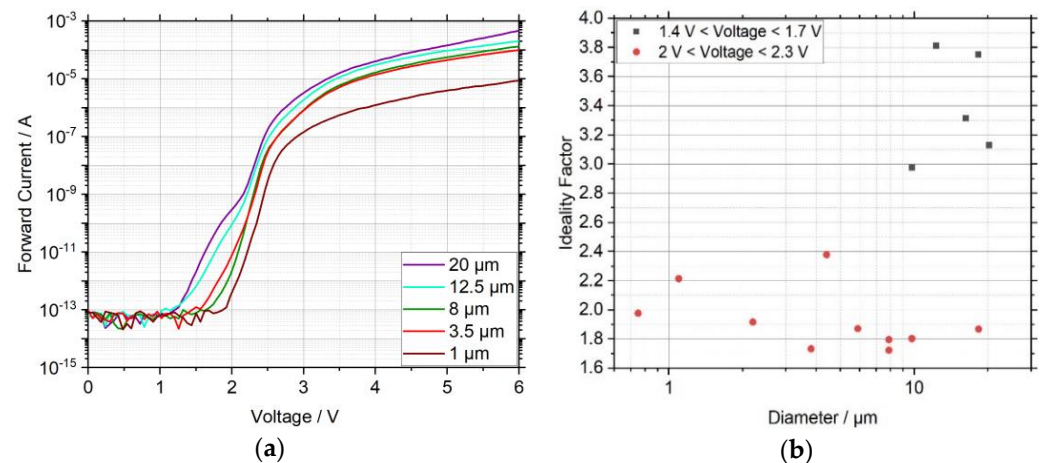 10⁻³
10⁻⁵
10⁻⁷
10⁻⁹
10⁻¹¹
10⁻¹³
10⁻¹⁵
Forward Current / A
20 µm
12.5 µm
8 µm
3.5 µm
1 µm
0 1 2 3 4 5 6
Voltage / V
(a)
4.0
3.8
3.6
3.4
3.2
3.0
2.8
2.6
2.4
2.2
2.0
1.8
1.6
Ideality Factor
1.4 V < Voltage < 1.7 V
2 V < Voltage < 2.3 V
1 10
Diameter / µm
(b)